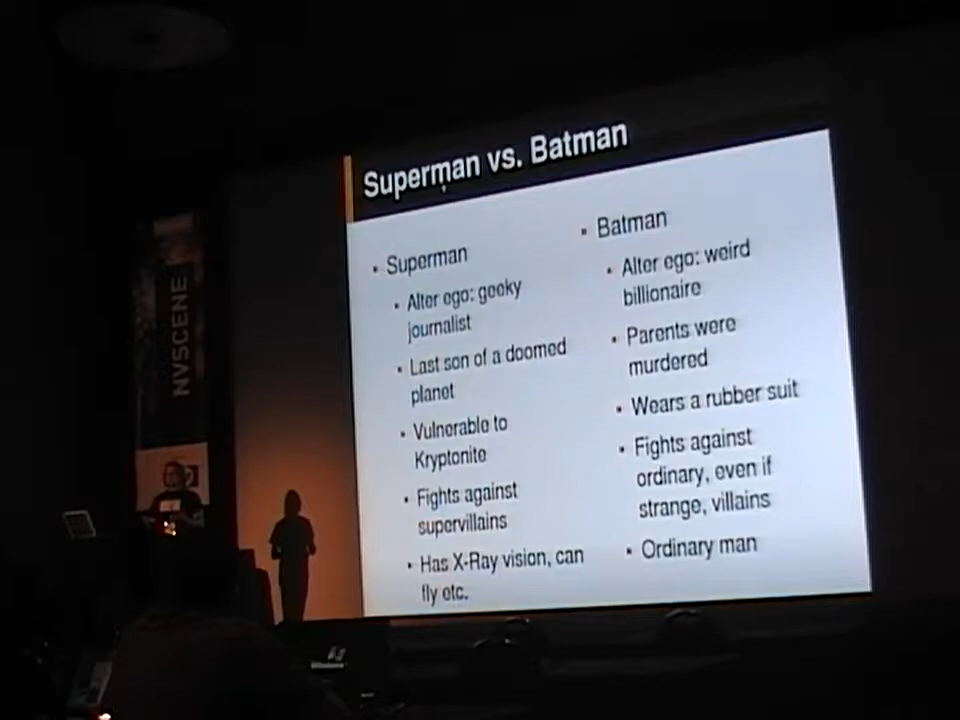 Superman vs. Batman
Superman
Alter ego: geeky
journalist
Last son of a doomed
planet
Vulnerable to
Kryptonite
Fights against
supervillains
Has X-Ray vision, can
fly etc.
Batman
Alter ego: weird
billionaire
Parents were
murdered
Wears a rubber suit
Fights against
ordinary, even if
strange, villains
Ordinary man
NVSCENE